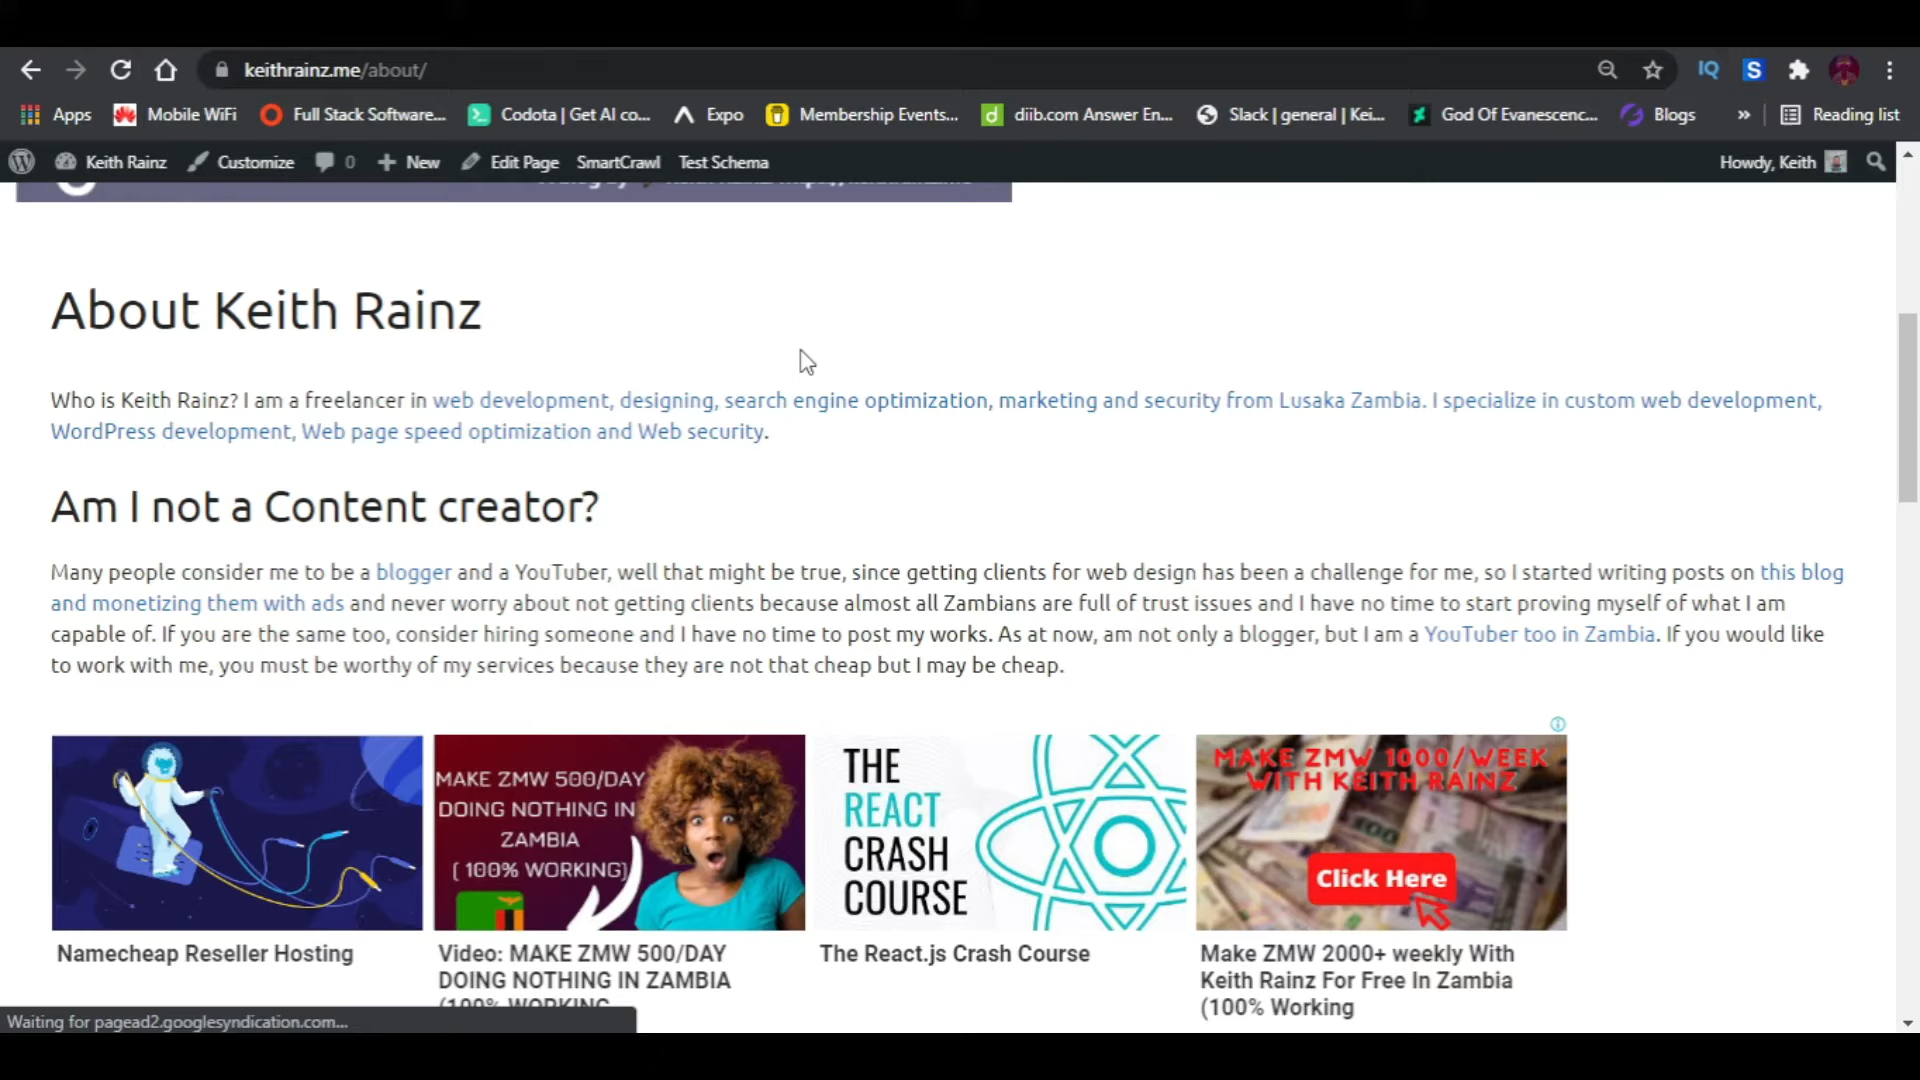 keithrainz.me/about/
IQ
S
Apps
Mobile WiFi
Full Stack Software...
Codota | Get AI co...
Expo
Membership Events...
d
diib.com Answer En...
Slack | general | Kei...
God Of Evanescenc...
Blogs
»
Reading list
Keith Rainz
Customize
0
New
Edit Page
SmartCrawl
Test Schema
Howdy, Keith
About Keith Rainz
Who is Keith Rainz? I am a freelancer in web development, designing, search engine optimization, marketing and security from Lusaka Zambia. I specialize in custom web development,
WordPress development, Web page speed optimization and Web security.
Am I not a Content creator?
Many people consider me to be a blogger and a YouTuber, well that might be true, since getting clients for web design has been a challenge for me, so I started writing posts on this blog
and monetizing them with ads and never worry about not getting clients because almost all Zambians are full of trust issues and I have no time to start proving myself of what I am
capable of. If you are the same too, consider hiring someone and I have no time to post my works. As at now, am not only a blogger, but I am a YouTuber too in Zambia. If you would like
to work with me, you must be worthy of my services because they are not that cheap but I may be cheap.
MAKE ZMW 500/DAY
DOING NOTHING IN
ZAMBIA
( 100% WORKING)
THE
REACT
CRASH
COURSE
MAKE ZMW 1000/WEEK
WITH KEITH RAINZ
Click Here
Namecheap Reseller Hosting
Video: MAKE ZMW 500/DAY
DOING NOTHING IN ZAMBIA
(100% WORKING
The React.js Crash Course
Make ZMW 2000+ weekly With
Keith Rainz For Free In Zambia
(100% Working
Waiting for pagead2.googlesyndication.com...